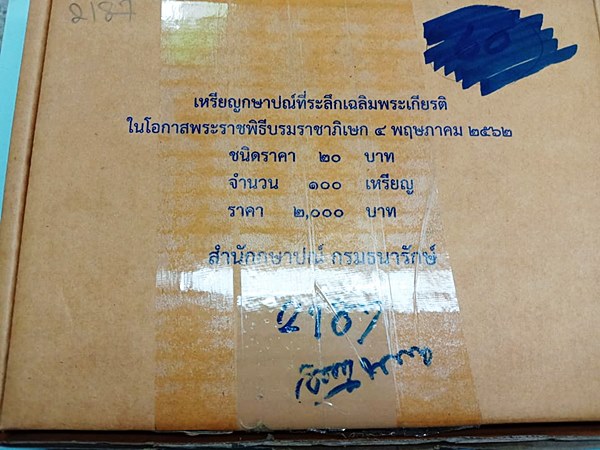 2187
60
เหรียญกษาปณ์ที่ระลึกเฉลิมพระเกียรติ
ในโอกาสพระราชพิธีบรมราชาภิเษก ๔ พฤษภาคม ๒๕๖๒
ชนิดราคา ๒๐ บาท
จำนวน ๑๐๐ เหรียญ
ราคา ๒,๐๐๐ บาท
สำนักกษาปณ์ กรมธนารักษ์